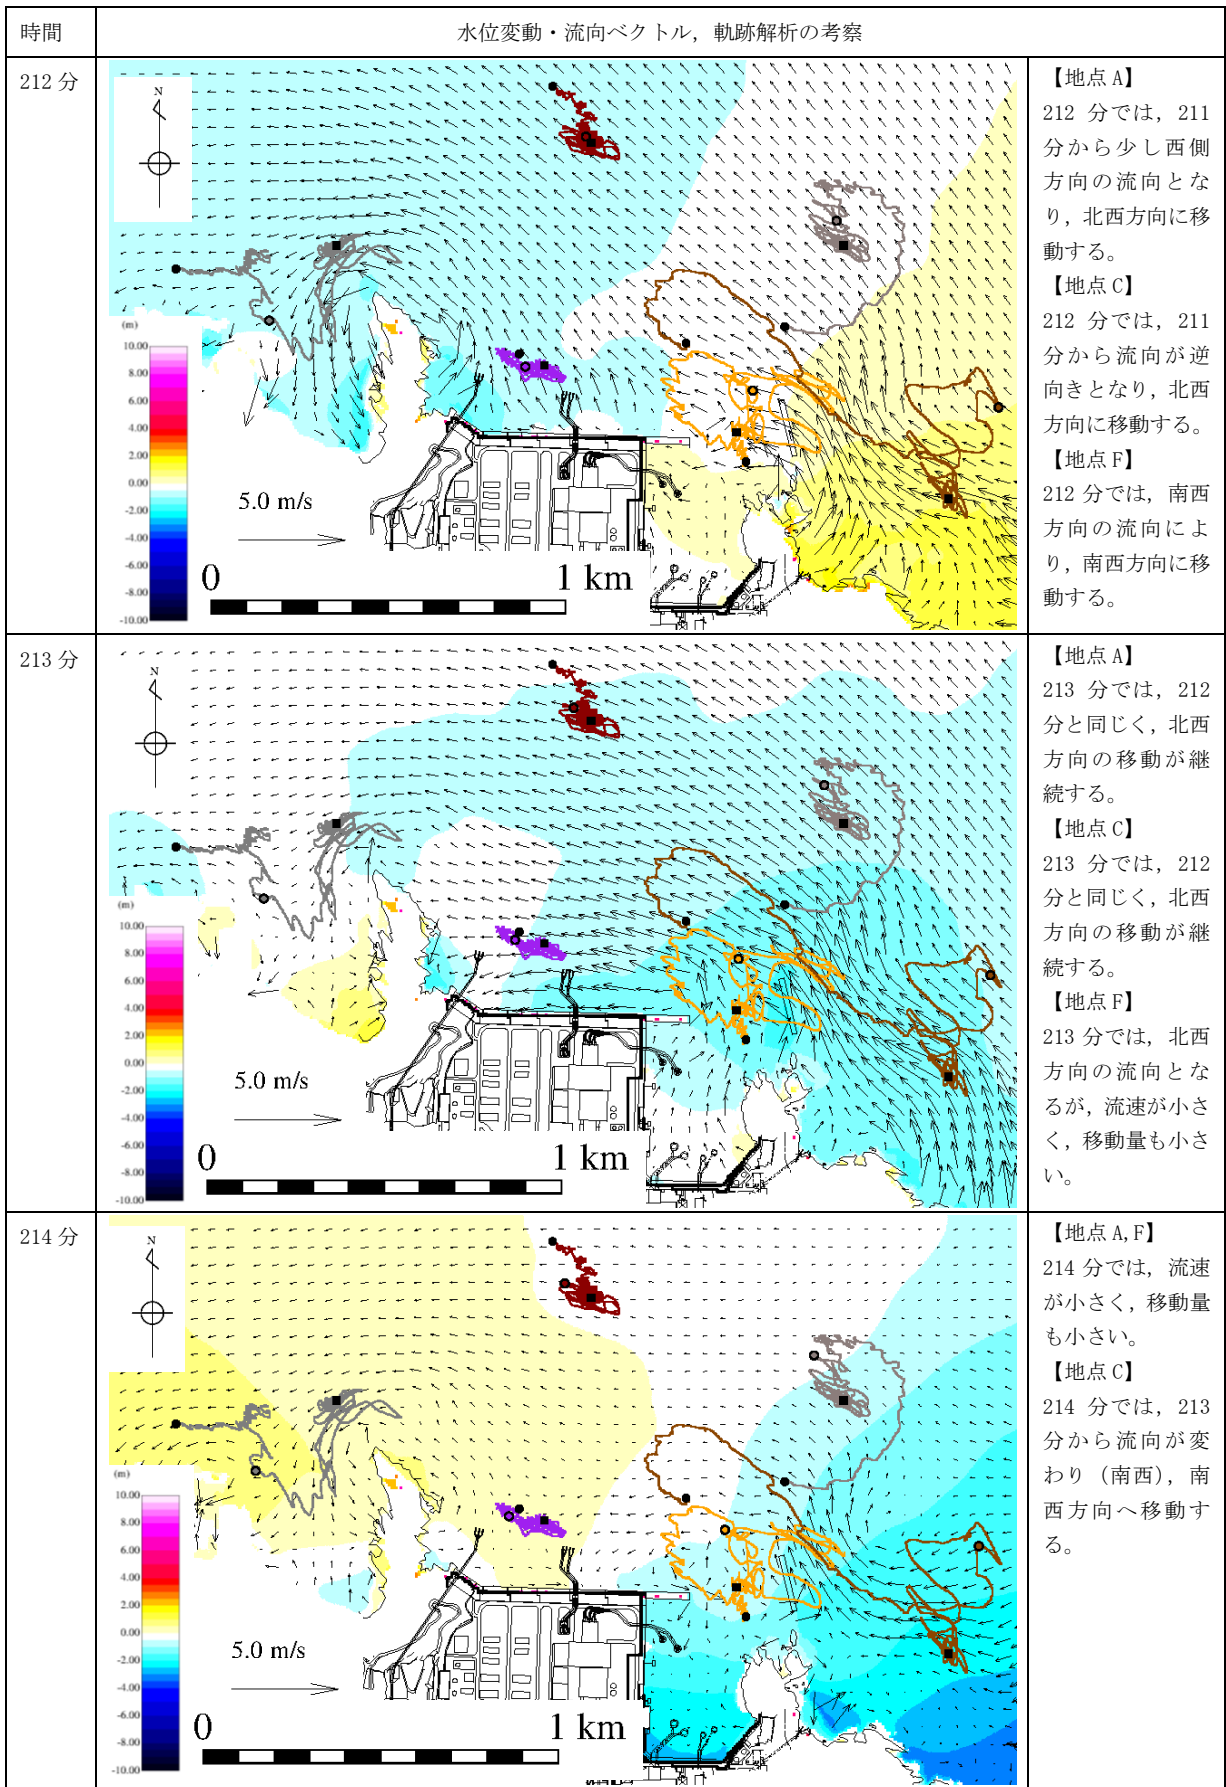 時間
水位変動・流向ベクトル，軌跡解析の考察
212 分
N
(m)
10.00
8.00
6.00
4.00
2.00
0.00
-2.00
-4.00
-6.00
-8.00
-10.00
5.0 m/s
0
1 km
【地点 A】
212 分では，211
分から少し西側
方向の流向とな
り，北西方向に移
動する。
【地点 C】
212 分では，211
分から流向が逆
向きとなり，北西
方向に移動する。
【地点 F】
212 分では，南西
方向の流向によ
り，南西方向に移
動する。
213 分
N
(m)
10.00
8.00
6.00
4.00
2.00
0.00
-2.00
-4.00
-6.00
-8.00
-10.00
5.0 m/s
0
1 km
【地点 A】
213 分では，212
分と同じく，北西
方向の移動が継
続する。
【地点 C】
213 分では，212
分と同じく，北西
方向の移動が継
続する。
【地点 F】
213 分では，北西
方向の流向とな
るが，流速が小さ
く，移動量も小さ
い。
214 分
N
(m)
10.00
8.00
6.00
4.00
2.00
0.00
-2.00
-4.00
-6.00
-8.00
-10.00
5.0 m/s
0
1 km
【地点 A,F】
214 分では，流速
が小さく，移動量
も小さい。
【地点 C】
214 分では，213
分から流向が変
わり（南西），南
西方向へ移動す
る。